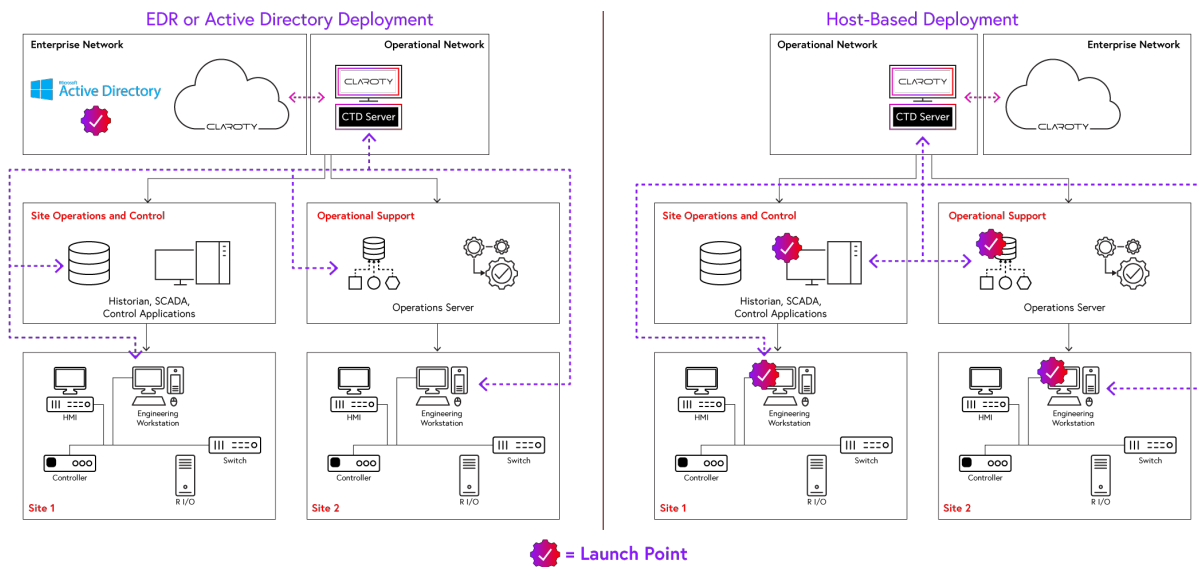 EDR or Active Directory Deployment
Enterprise Network
Operational Network
Microsoft
Active Directory
CLAROTY
CLAROTY
CTD Server
Site Operations and Control
Historian, SCADA,
Control Applications
Operational Support
Operations Server
HMI
Engineering
Workstation
Switch
Controller
R I/O
Site 1
HMI
Engineering
Workstation
Switch
Controller
R I/O
Site 2
Host-Based Deployment
Operational Network
Enterprise Network
CLAROTY
CTD Server
CLAROTY
Site Operations and Control
Historian, SCADA,
Control Applications
Operational Support
Operations Server
HMI
Engineering
Workstation
Switch
Controller
R I/O
Site 1
HMI
Engineering
Workstation
Switch
Controller
R I/O
Site 2
= Launch Point